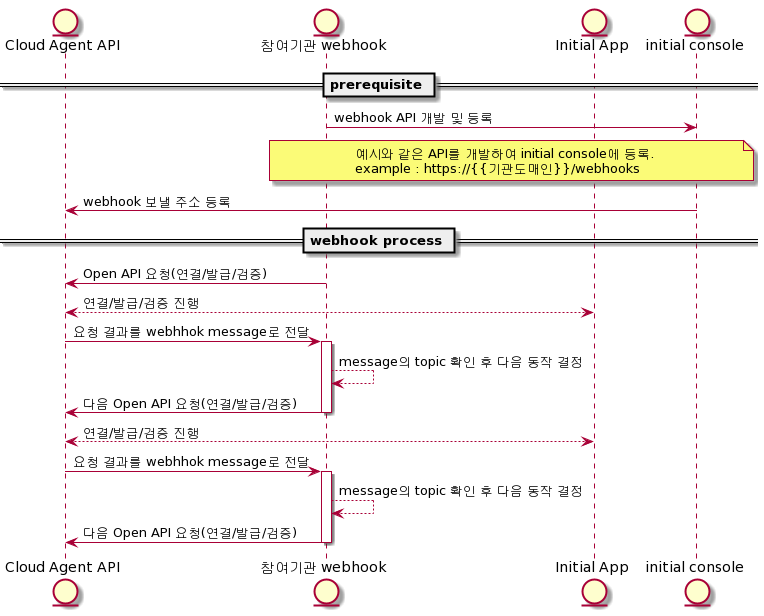 Cloud Agent API
참여기관 webhook
Initial App
initial console
prerequisite
webhook API 개발 및 등록
예시와 같은 API를 개발하여 initial console에 등록.
example : https://{{기관도매인}}/webhooks
webhook 보낼 주소 등록
webhook process
Open API 요청(연결/발급/검증)
연결/발급/검증 진행
요청 결과를 webhhok message로 전달
message의 topic 확인 후 다음 동작 결정
다음 Open API 요청(연결/발급/검증)
연결/발급/검증 진행
요청 결과를 webhhok message로 전달
message의 topic 확인 후 다음 동작 결정
다음 Open API 요청(연결/발급/검증)
Cloud Agent API
참여기관 webhook
Initial App
initial console